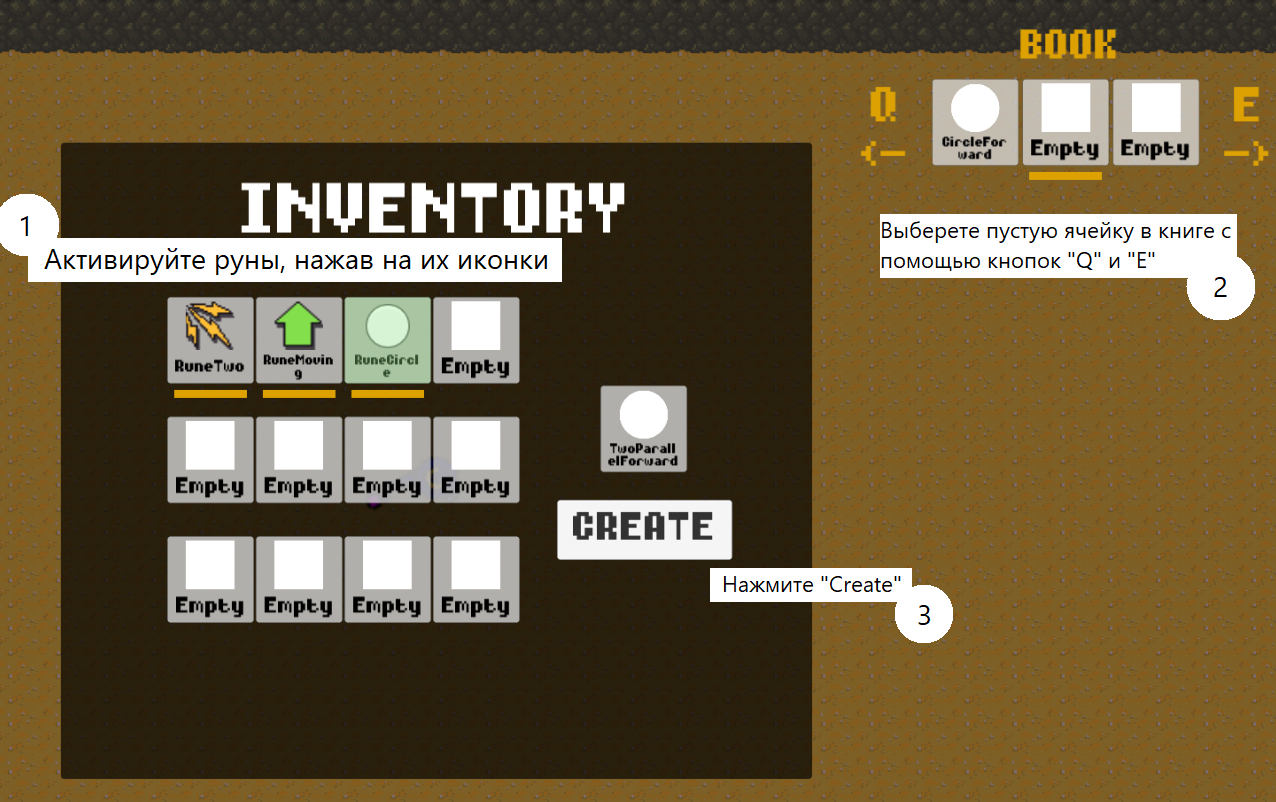 BOOK
Q
E
<-
->
CircleFor
ward
Empty
Empty
INVENTORY
1
Активируйте руны, нажав на их иконки
Выберете пустую ячейку в книге с
помощью кнопок "Q" и "E"
2
RuneTwo
RuneMovin
g
RuneCircl
e
Empty
TwoParall
elForward
Empty
Empty
Empty
Empty
CREATE
Нажмите "Create"
3
Empty
Empty
Empty
Empty